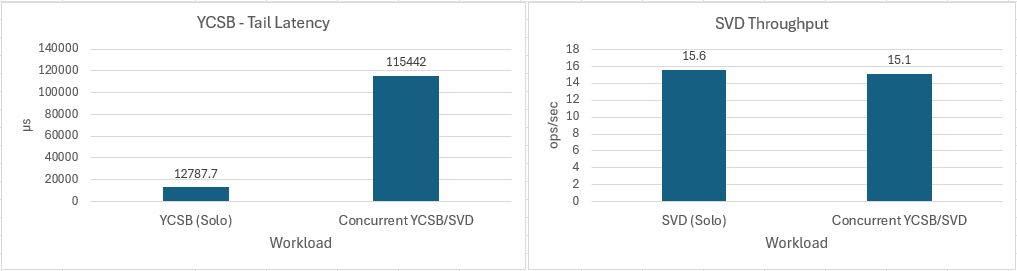 YCSB - Tail Latency
140000
120000
100000
80000
60000
40000
20000
0
µs
12787.7
115442
YCSB (Solo)
Concurrent YCSB/SVD
Workload
SVD Throughput
18
16
14
12
10
8
6
4
2
0
ops/sec
15.6
15.1
SVD (Solo)
Concurrent YCSB/SVD
Workload